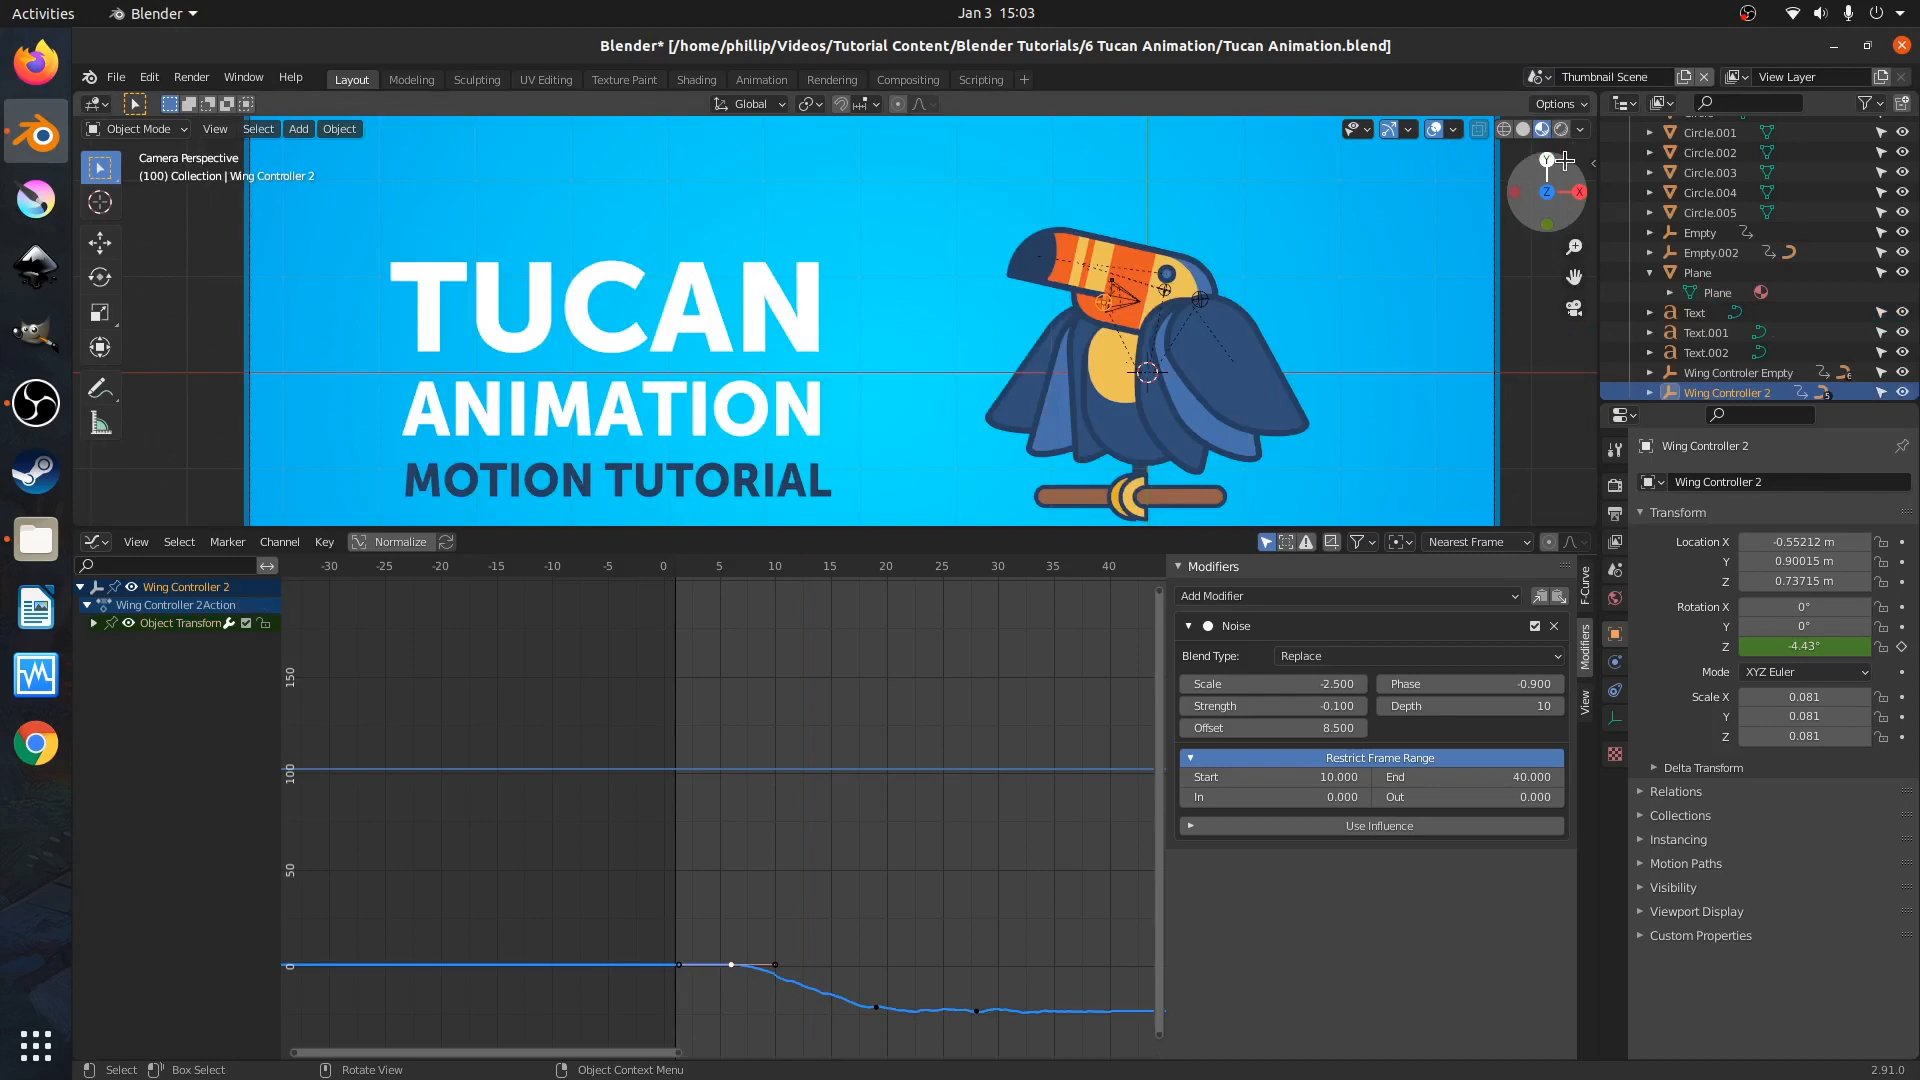 Activities
Blender
Jan 3 15:03
Blender* [/home/phillip/Videos/Tutorial Content/Blender Tutorials/6 Tucan Animation/Tucan Animation.blend]
File Edit Render Window Help
Layout Modeling Sculpting UV Editing Texture Paint Shading Animation Rendering Compositing Scripting
Thumbnail Scene
View Layer
Global
Options
Object Mode View Select Add Object
Camera Perspective
(100) Collection | Wing Controller 2
Y
Z
X
TUCAN
ANIMATION
MOTION TUTORIAL
Circle.001
Circle.002
Circle.003
Circle.004
Circle.005
Empty
Empty.002
Plane
Plane
Text
Text.001
Text.002
Wing Controler Empty 6
Wing Controller 2 5
View Select Marker Channel Key Normalize
Nearest Frame
Wing Controller 2
Wing Controller 2Action
Object Transform
-30 -25 -20 -15 -10 -5 0 5 10 15 20 25 30 35 40
150
100
50
0
Modifiers
Add Modifier
Noise
Blend Type: Replace
Scale -2.500 Phase -0.900
Strength -0.100 Depth 10
Offset 8.500
Restrict Frame Range
Start 10.000 End 40.000
In 0.000 Out 0.000
Use Influence
F-Curve
Modifiers
View
Wing Controller 2
Wing Controller 2
Transform
Location X -0.55212 m
Y 0.90015 m
Z 0.73715 m
Rotation X 0°
Y 0°
Z -4.43°
Mode XYZ Euler
Scale X 0.081
Y 0.081
Z 0.081
Delta Transform
Relations
Collections
Instancing
Motion Paths
Visibility
Viewport Display
Custom Properties
Select Box Select Rotate View Object Context Menu 2.91.0